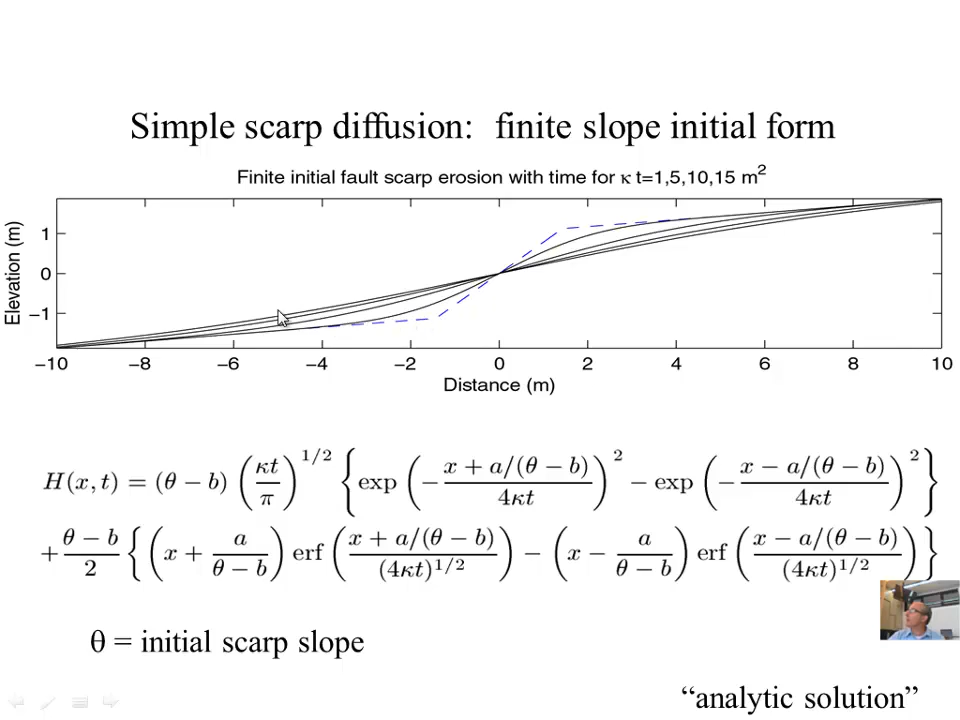 Simple scarp diffusion: finite slope initial form
Finite initial fault scarp erosion with time for κ t=1,5,10,15 m²
Elevation (m)
1
0
−1
−10 −8 −6 −4 −2 0 2 4 6 8 10
Distance (m)
H(x, t) = (θ − b) (κt/π)^{1/2} {exp (− (x + a/(θ − b))/(4κt))^2 − exp (− (x − a/(θ − b))/(4κt))^2}
+ (θ − b)/2 {(x + a/(θ − b)) erf ((x + a/(θ − b))/((4κt)^{1/2})) − (x − a/(θ − b)) erf ((x − a/(θ − b))/((4κt)^{1/2}))}
θ = initial scarp slope
“analytic solution”